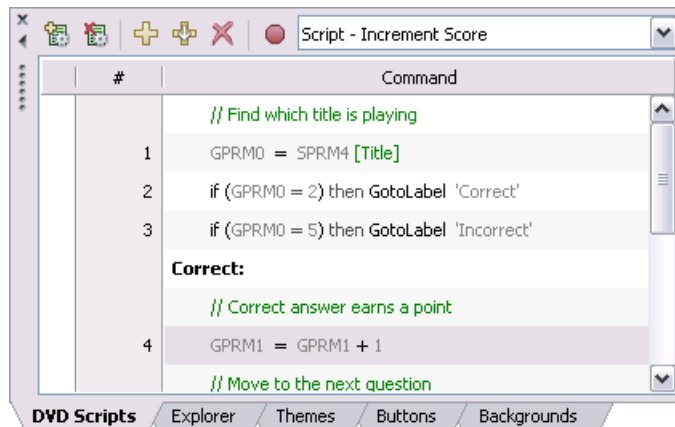 Script - Increment Score
# Command
// Find which title is playing
1 GPRM0 = SPRM4 [Title]
2 if (GPRM0 = 2) then GotoLabel 'Correct'
3 if (GPRM0 = 5) then GotoLabel 'Incorrect'
Correct:
// Correct answer earns a point
4 GPRM1 = GPRM1 + 1
// Move to the next question
DVD Scripts Explorer Themes Buttons Backgrounds